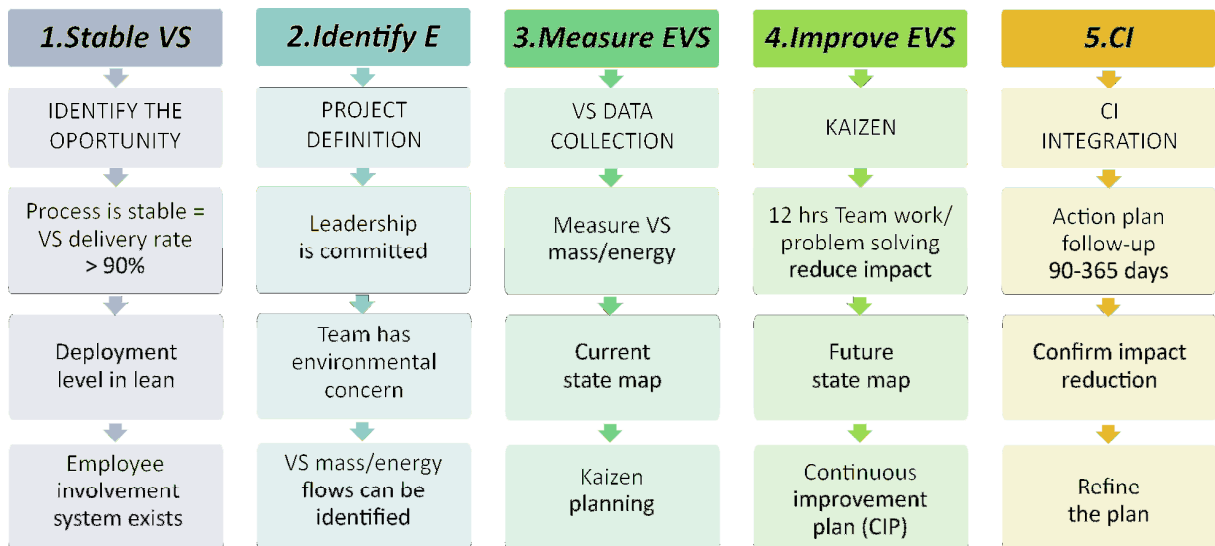 1.Stable VS
IDENTIFY THE
OPORTUNITY
Process is stable =
VS delivery rate
> 90%
Deployment
level in lean
Employee
involvement
system exists
2.Identify E
PROJECT
DEFINITION
Leadership
is committed
Team has
environmental
concern
VS mass/energy
flows can be
identified
3.Measure EVS
VS DATA
COLLECTION
Measure VS
mass/energy
Current
state map
Kaizen
planning
4.Improve EVS
KAIZEN
12 hrs Team work/
problem solving
reduce impact
Future
state map
Continuous
improvement
plan (CIP)
5.CI
CI
INTEGRATION
Action plan
follow-up
90-365 days
Confirm impact
reduction
Refine
the plan